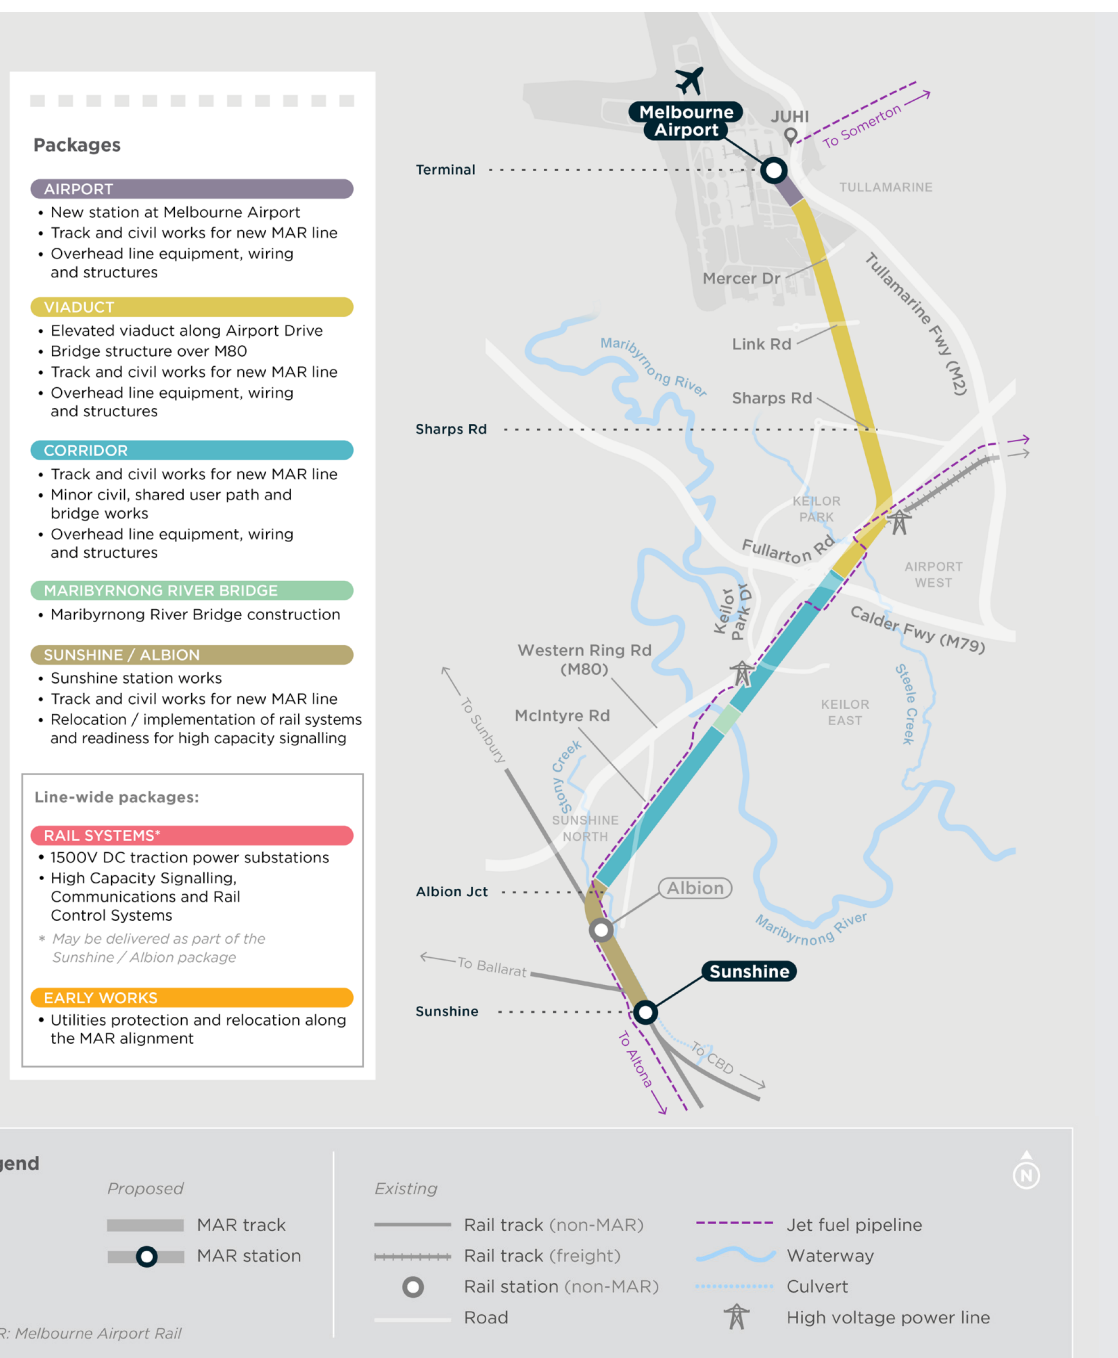 Packages
AIRPORT
• New station at Melbourne Airport
• Track and civil works for new MAR line
• Overhead line equipment, wiring
and structures
VIADUCT
• Elevated viaduct along Airport Drive
• Bridge structure over M80
• Track and civil works for new MAR line
• Overhead line equipment, wiring
and structures
CORRIDOR
• Track and civil works for new MAR line
• Minor civil, shared user path and
bridge works
• Overhead line equipment, wiring
and structures
MARIBYRNONG RIVER BRIDGE
• Maribyrnong River Bridge construction
SUNSHINE / ALBION
• Sunshine station works
• Track and civil works for new MAR line
• Relocation / implementation of rail systems
and readiness for high capacity signalling
Line-wide packages:
RAIL SYSTEMS*
• 1500V DC traction power substations
• High Capacity Signalling,
Communications and Rail
Control Systems
* May be delivered as part of the
Sunshine / Albion package
EARLY WORKS
• Utilities protection and relocation along
the MAR alignment
Melbourne
Airport
JUHI
To Somerton
Terminal
TULLAMARINE
Mercer Dr
Tullamarine Fwy (M2)
Maribyrnong River
Link Rd
Sharps Rd
Sharps Rd
KEILOR
PARK
Fullarton Rd
AIRPORT
WEST
Keilor
Park Dr
Calder Fwy (M79)
Western Ring Rd
(M80)
Steele Creek
KEILOR
EAST
To Sunbury
McIntyre Rd
Stony Creek
SUNSHINE
NORTH
Albion Jct
Albion
Maribyrnong River
To Ballarat
Sunshine
Sunshine
To Altona
To CBD
gend
Proposed
MAR track
MAR station
R: Melbourne Airport Rail
Existing
Rail track (non-MAR)
Rail track (freight)
Rail station (non-MAR)
Road
Jet fuel pipeline
Waterway
Culvert
High voltage power line
N